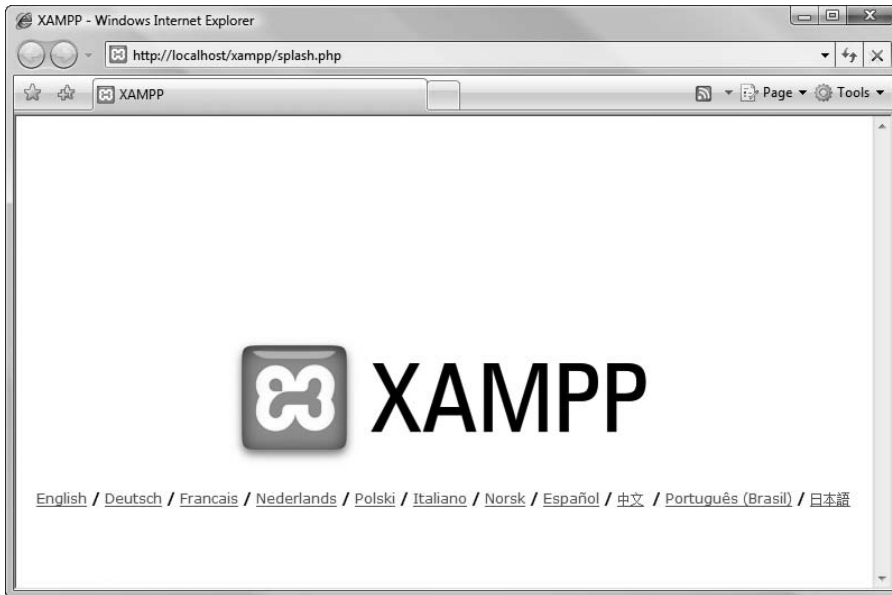 XAMPP - Windows Internet Explorer
http://localhost/xampp/splash.php
XAMPP Page Tools
XAMPP
English / Deutsch / Francais / Nederlands / Polski / Italiano / Norsk / Español / 中文 / Português (Brasil) / 日本語